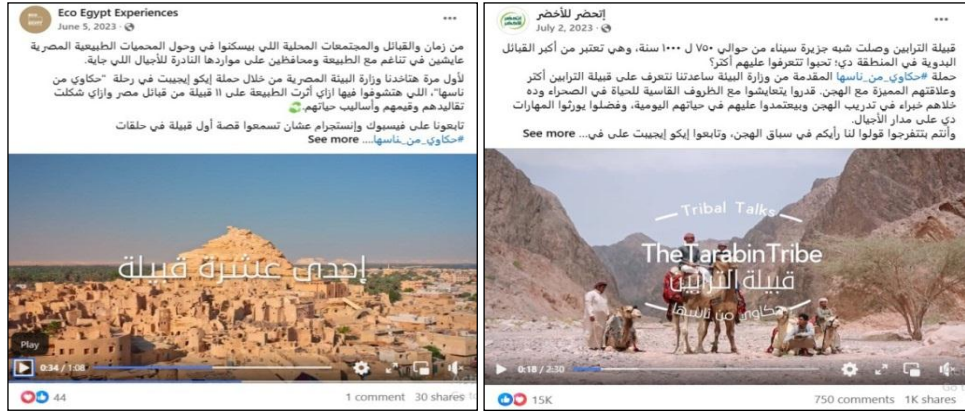 Eco Egypt Experiences
June 5, 2023
من زمان والقبائل والمجتمعات المحلية اللي بيسكنوا في وحول المحميات الطبيعية المصرية
عايشين في تناغم مع الطبيعة ومحافظين على مواردها النادرة للأجيال اللي جاية.
لأول مرة هتاخدنا وزارة البيئة المصرية من خلال حملة إيكو إيجيبت في رحلة "حكاوي من
ناسها"، اللي هتشوفوا فيها ازاي أثرت الطبيعة على ١١ قبيلة من قبائل مصر وازاي شكلت
تقاليدهم وقيمهم وأساليب حياتهم.
تابعونا على فيسبوك وإنستجرام عشان تسمعوا قصة أول قبيلة في حلقات
#حكاوي_من_ناسها.... See more
إحدى عشرة قبيلة
Play
0:34 / 1:08
44
1 comment 30 shares
إتحضر للأخضر
July 2, 2023
قبيلة الترابين وصلت شبه جزيرة سيناء من حوالي ٧٥٠ ل ١٠٠٠ سنة، وهي تعتبر من أكبر القبائل
البدوية في المنطقة دي؛ تحبوا تتعرفوا عليهم أكتر؟
حملة #حكاوي_من_ناسها المقدمة من وزارة البيئة ساعدتنا نتعرف على قبيلة الترابين أكتر
وعلاقتهم المميزة مع الهجن. قدروا يتعايشوا مع الظروف القاسية للحياة في الصحراء وده
خلاهم خبراء في تدريب الهجن وبيعتمدوا عليهم في حياتهم اليومية، وفضلوا يورثوا المهارات
دي على مدار الأجيال.
وأنتم بتتفرجوا قولوا لنا رأيكم في سباق الهجن، وتابعوا إيكو إيجيبت على في... See more
Tribal Talks
The Tarabin Tribe
قبيلة الترابين
حكاوي من ناسها
0:18 / 2:30
15K
750 comments 1K shares